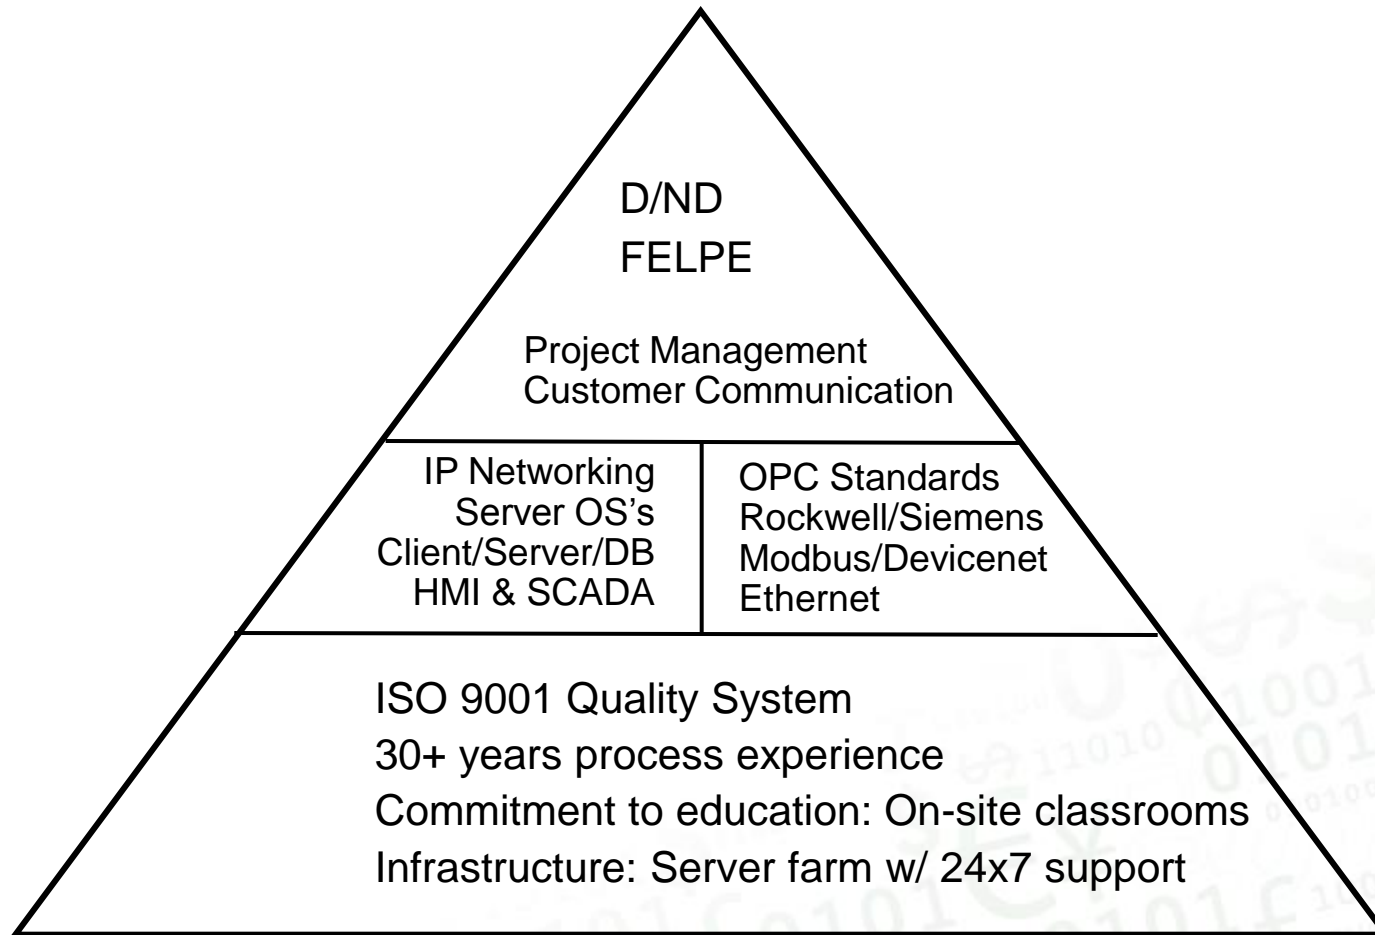 D/ND
FELPE
Project Management
Customer Communication
IP Networking
Server OS’s
Client/Server/DB
HMI & SCADA
OPC Standards
Rockwell/Siemens
Modbus/Devicenet
Ethernet
ISO 9001 Quality System
30+ years process experience
Commitment to education: On-site classrooms
Infrastructure: Server farm w/ 24x7 support